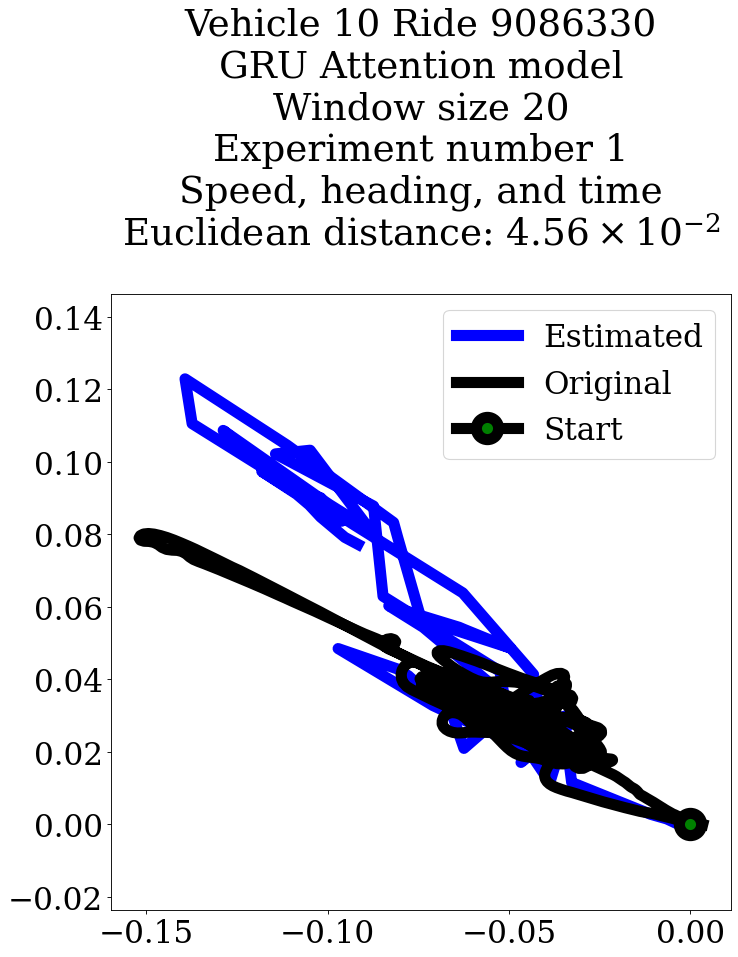 Vehicle 10 Ride 9086330
GRU Attention model
Window size 20
Experiment number 1
Speed, heading, and time
Euclidean distance: 4.56 × 10⁻²
Estimated
Original
Start
0.14
0.12
0.10
0.08
0.06
0.04
0.02
0.00
−0.02
−0.15
−0.10
−0.05
0.00